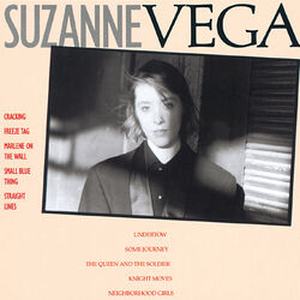 SUZANNE VEGA
CRACKING
FREEZE TAG
MARLENE ON
THE WALL
SMALL BLUE
THING
STRAIGHT
LINES
UNDERTOW
SOME JOURNEY
THE QUEEN AND THE SOLDIER
KNIGHT MOVES
NEIGHBORHOOD GIRLS